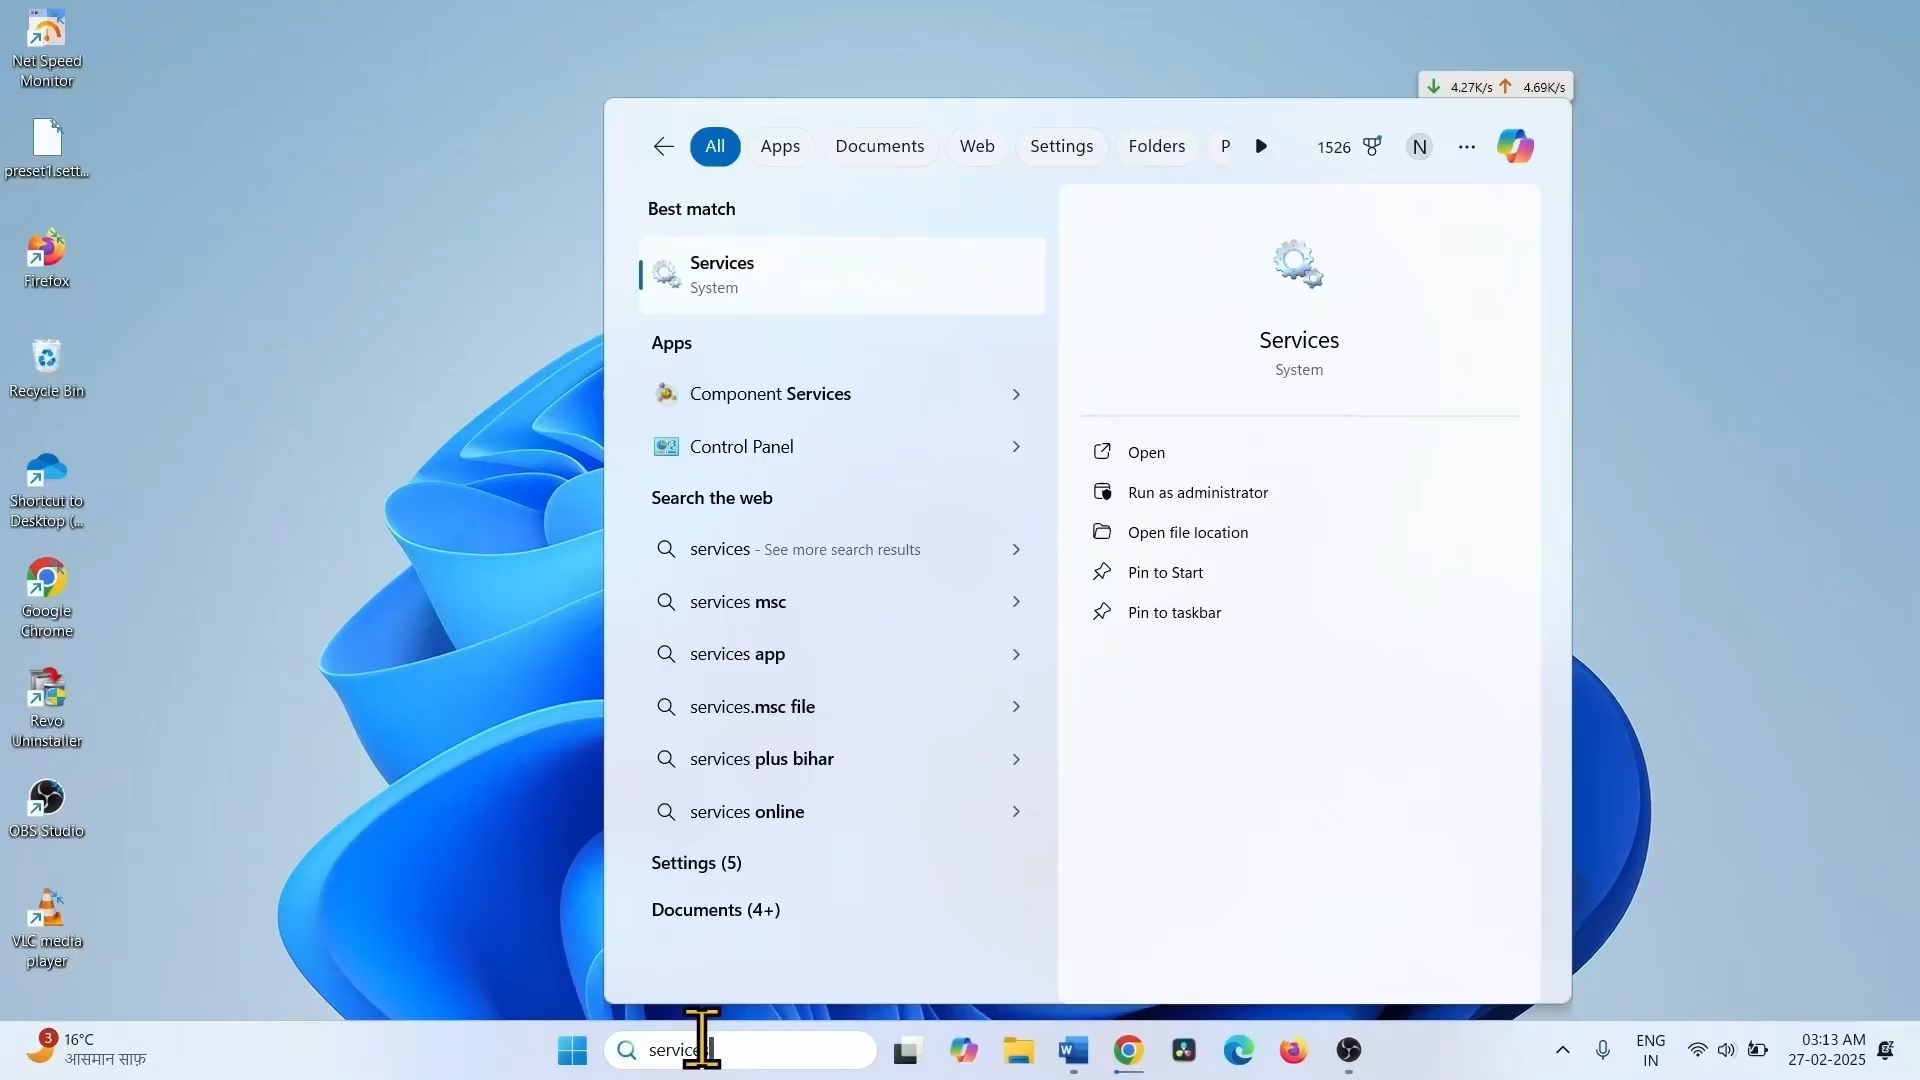 Net Speed
Monitor
preset1.sett...
Firefox
Recycle Bin
Shortcut to
Desktop (...
Google
Chrome
Revo
Uninstaller
OBS Studio
VLC media
player
4.27K/s 4.69K/s
All Apps Documents Web Settings Folders P 1526 N
Best match
Services
System
Apps
Component Services
Control Panel
Search the web
services - See more search results
services msc
services app
services.msc file
services plus bihar
services online
Settings (5)
Documents (4+)
Services
System
Open
Run as administrator
Open file location
Pin to Start
Pin to taskbar
3
16°C
आसमान साफ़
services
W
ENG
IN
03:13 AM
27-02-2025